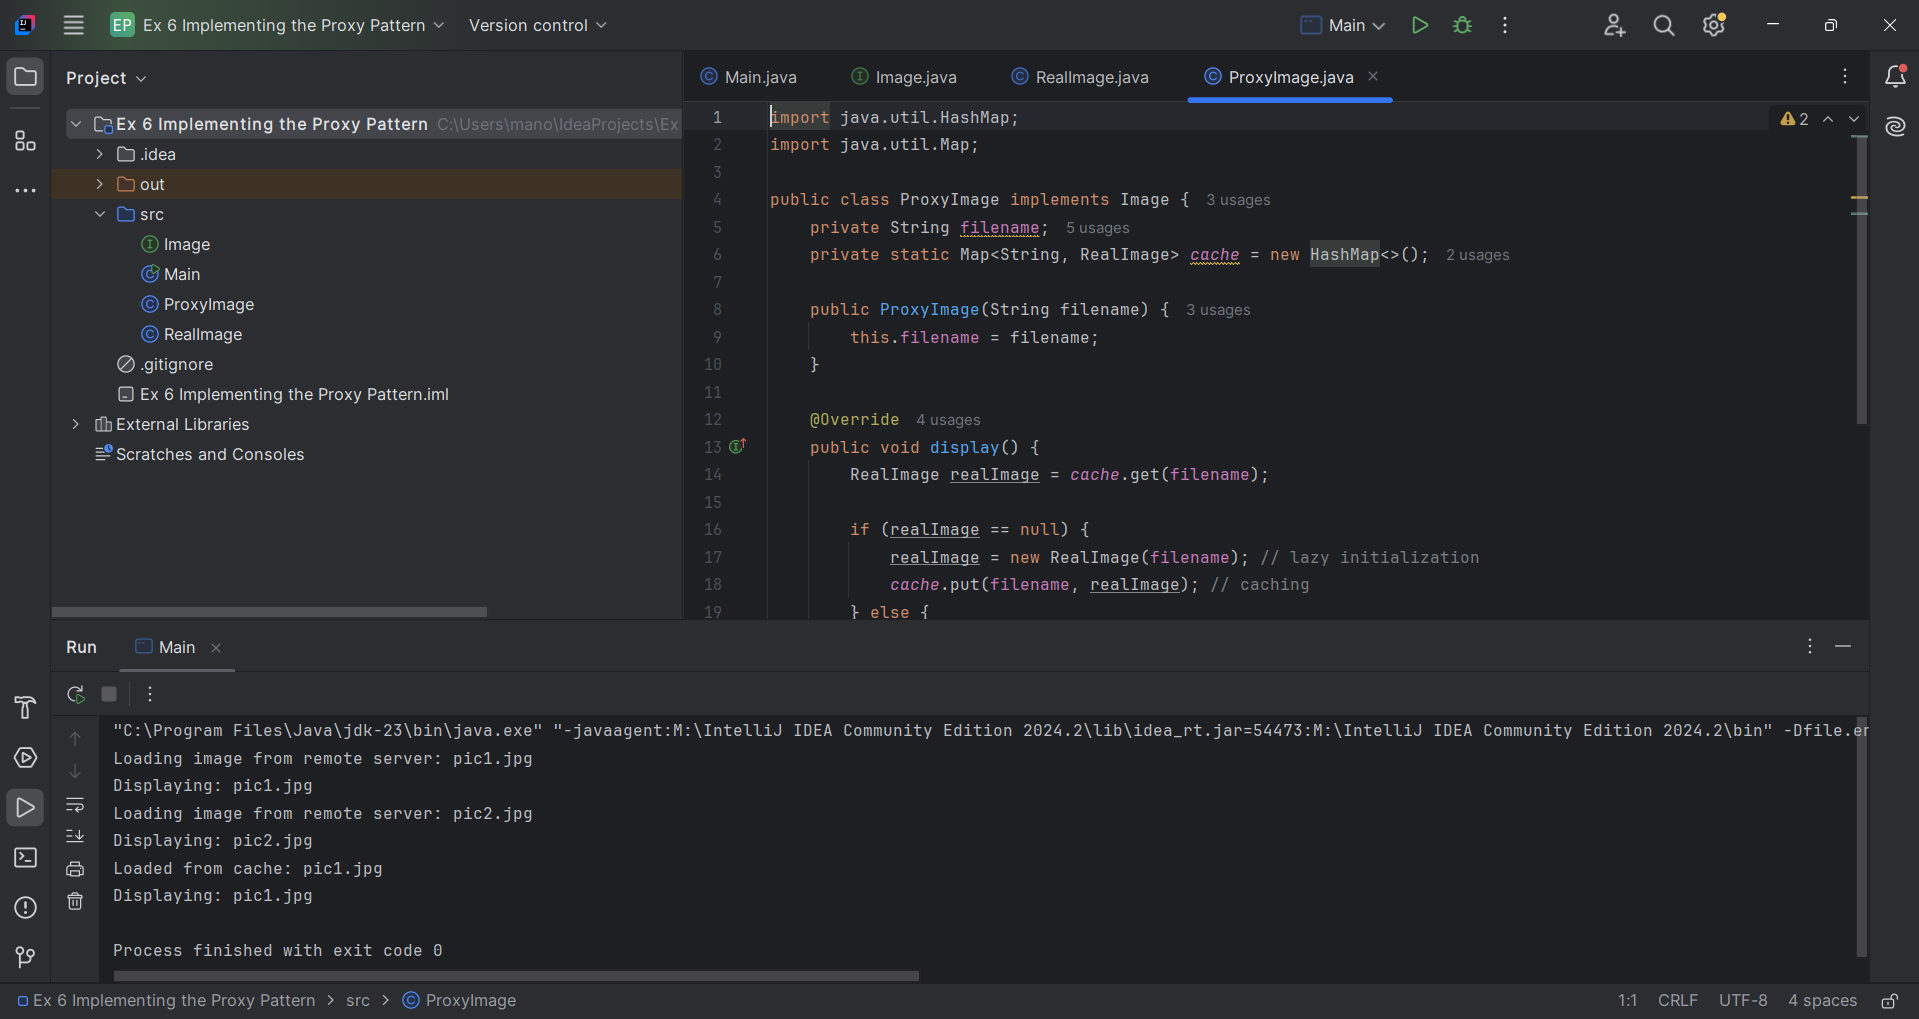 EP Ex 6 Implementing the Proxy Pattern Version control Main
Project
Ex 6 Implementing the Proxy Pattern C:\Users\mano\IdeaProjects\Ex
.idea
out
src
Image
Main
ProxyImage
RealImage
.gitignore
Ex 6 Implementing the Proxy Pattern.iml
External Libraries
Scratches and Consoles
Main.java Image.java RealImage.java ProxyImage.java
2
1 import java.util.HashMap;
2 import java.util.Map;
3
4 public class ProxyImage implements Image { 3 usages
5 private String filename; 5 usages
6 private static Map<String, RealImage> cache = new HashMap<>(); 2 usages
7
8 public ProxyImage(String filename) { 3 usages
9 this.filename = filename;
10 }
11
12 @Override 4 usages
13 public void display() {
14 RealImage realImage = cache.get(filename);
15
16 if (realImage == null) {
17 realImage = new RealImage(filename); // lazy initialization
18 cache.put(filename, realImage); // caching
19 } else {
Run Main
"C:\Program Files\Java\jdk-23\bin\java.exe" "-javaagent:M:\IntelliJ IDEA Community Edition 2024.2\lib\idea_rt.jar=54473:M:\IntelliJ IDEA Community Edition 2024.2\bin" -Dfile.en
Loading image from remote server: pic1.jpg
Displaying: pic1.jpg
Loading image from remote server: pic2.jpg
Displaying: pic2.jpg
Loaded from cache: pic1.jpg
Displaying: pic1.jpg
Process finished with exit code 0
Ex 6 Implementing the Proxy Pattern > src > ProxyImage 1:1 CRLF UTF-8 4 spaces